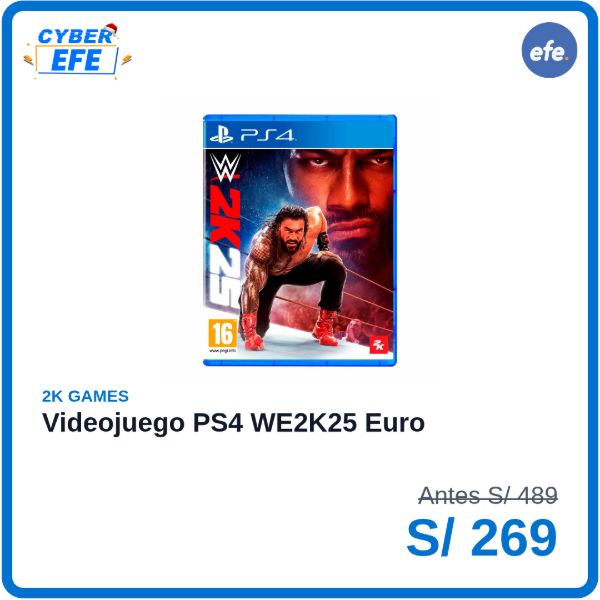 CYBER
EFE
efe.
PS4
W
2K25
16
www.pegi.info
2K
2K GAMES
Videojuego PS4 WE2K25 Euro
Antes S/ 489
S/ 269